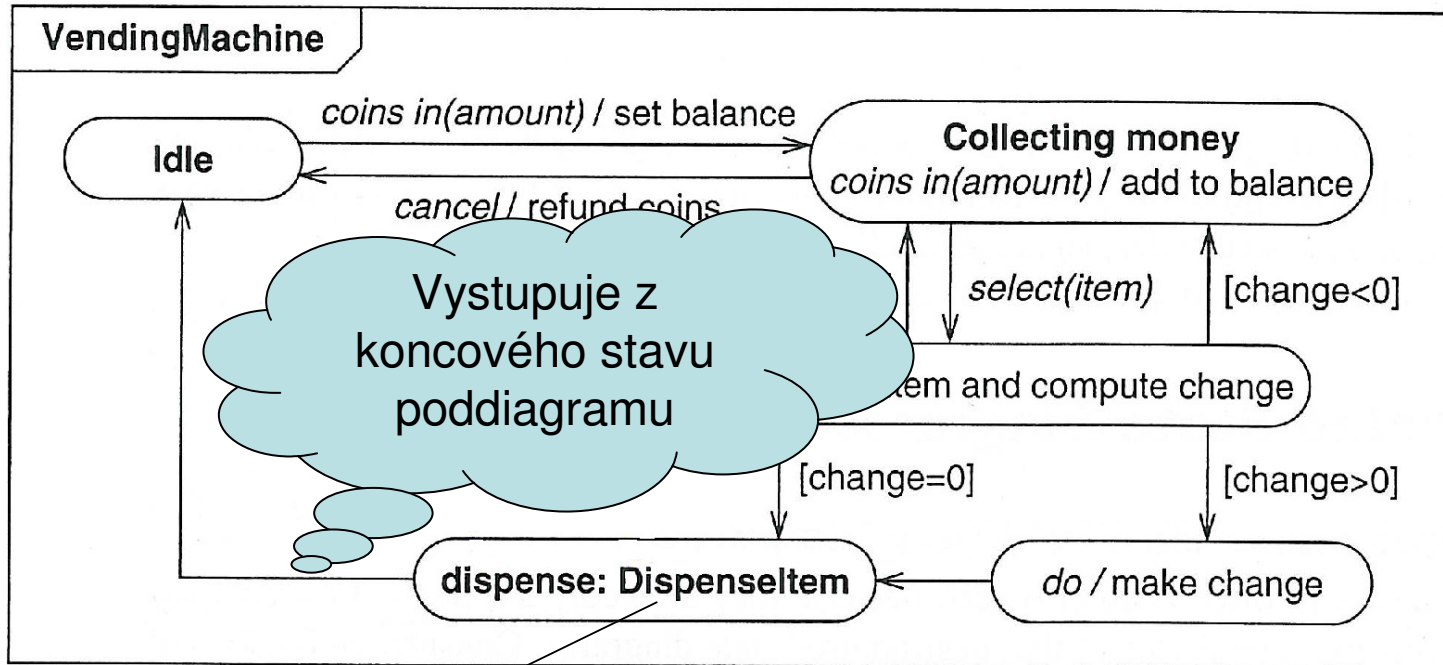 VendingMachine
coins in(amount) / set balance
Idle
Collecting money
coins in(amount) / add to balance
cancel / refund coins
Vystupuje z
koncového stavu
poddiagramu
select(item)
[change<0]
and compute change
[change=0]
[change>0]
dispense: DispenseItem
do / make change